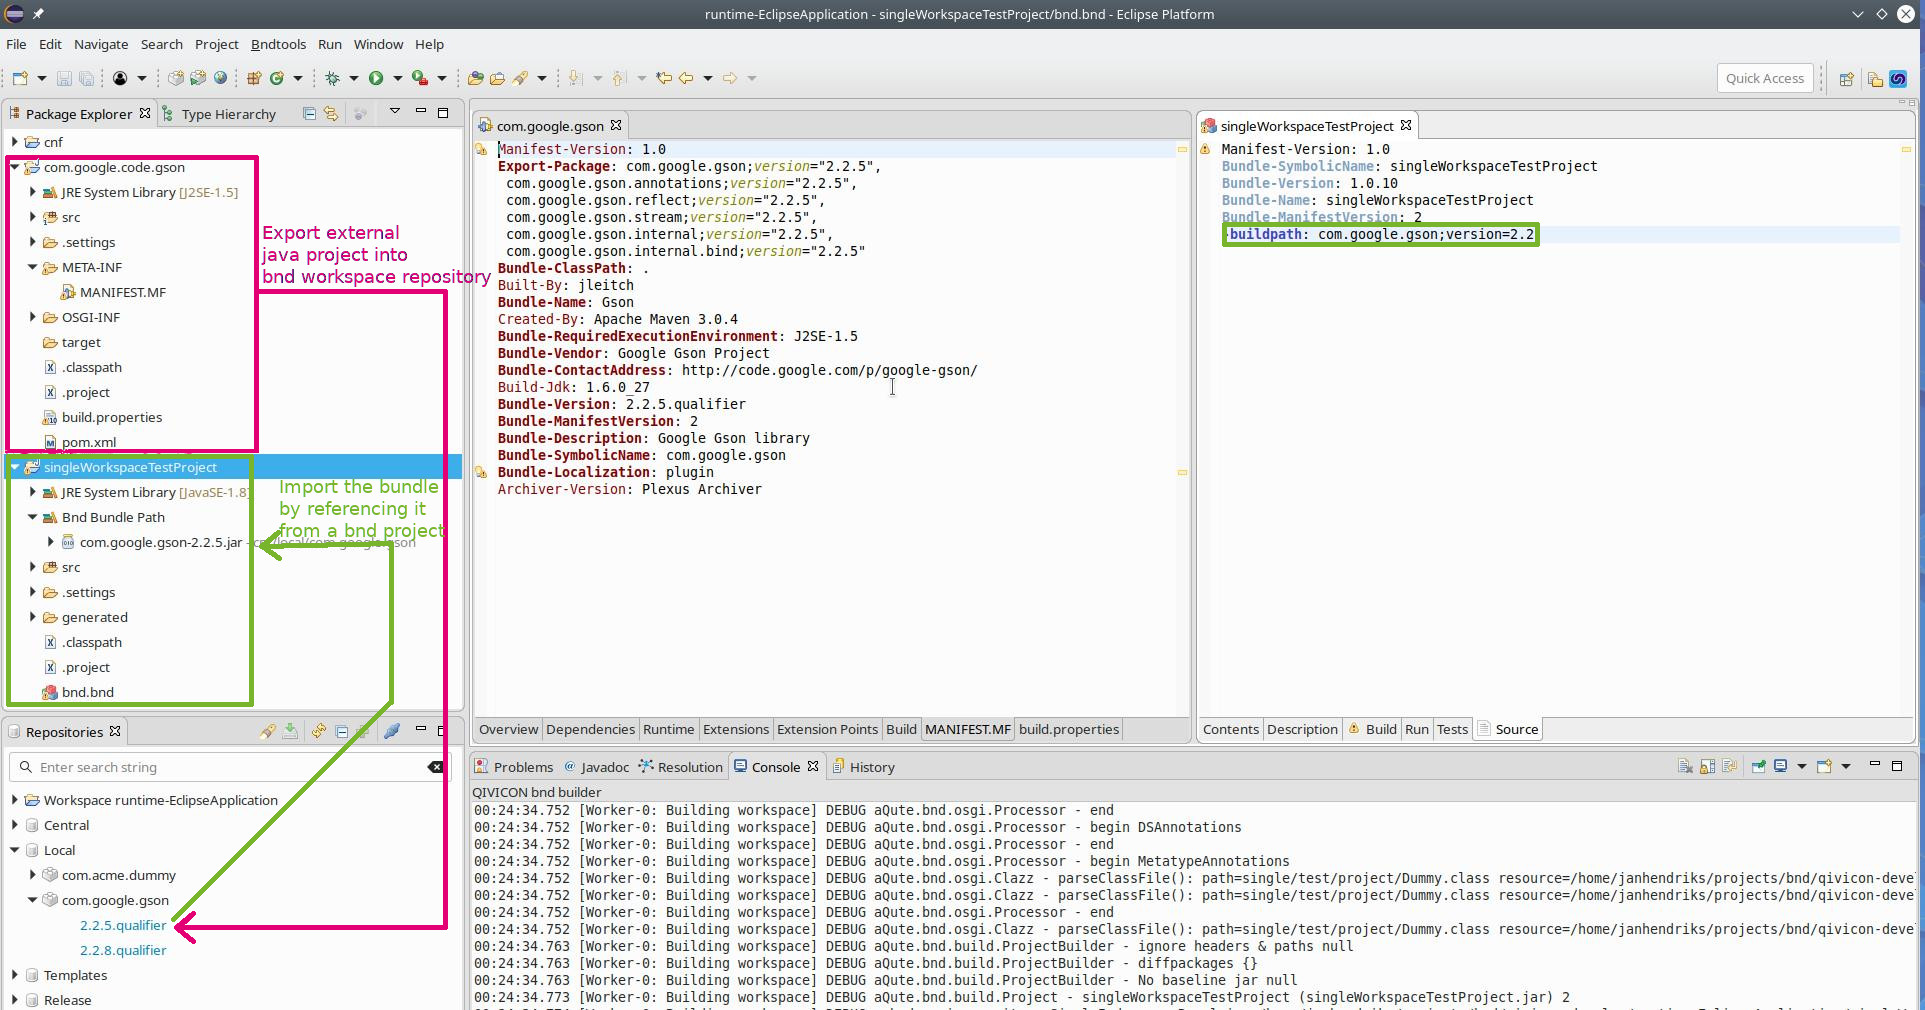 runtime-EclipseApplication - singleWorkspaceTestProject/bnd.bnd - Eclipse Platform
File Edit Navigate Search Project Bndtools Run Window Help
Quick Access
Package Explorer Type Hierarchy
cnf
com.google.code.gson
JRE System Library [J2SE-1.5]
src
.settings
META-INF
MANIFEST.MF
OSGI-INF
target
.classpath
.project
build.properties
pom.xml
singleWorkspaceTestProject
JRE System Library [JavaSE-1.8]
Bnd Bundle Path
com.google.gson-2.2.5.jar
src
.settings
generated
.classpath
.project
bnd.bnd
Export external
java project into
bnd workspace repository
Import the bundle
by referencing it
from a bnd project
Repositories
Enter search string
Workspace runtime-EclipseApplication
Central
Local
com.acme.dummy
com.google.gson
2.2.5.qualifier
2.2.8.qualifier
Templates
Release
com.google.gson
Manifest-Version: 1.0
Export-Package: com.google.gson;version="2.2.5",
com.google.gson.annotations;version="2.2.5",
com.google.gson.reflect;version="2.2.5",
com.google.gson.stream;version="2.2.5",
com.google.gson.internal;version="2.2.5",
com.google.gson.internal.bind;version="2.2.5"
Bundle-ClassPath: .
Built-By: jleitch
Bundle-Name: Gson
Created-By: Apache Maven 3.0.4
Bundle-RequiredExecutionEnvironment: J2SE-1.5
Bundle-Vendor: Google Gson Project
Bundle-ContactAddress: http://code.google.com/p/google-gson/
Build-Jdk: 1.6.0_27
Bundle-Version: 2.2.5.qualifier
Bundle-ManifestVersion: 2
Bundle-Description: Google Gson library
Bundle-SymbolicName: com.google.gson
Bundle-Localization: plugin
Archiver-Version: Plexus Archiver
Overview Dependencies Runtime Extensions Extension Points Build MANIFEST.MF build.properties
singleWorkspaceTestProject
Manifest-Version: 1.0
Bundle-SymbolicName: singleWorkspaceTestProject
Bundle-Version: 1.0.10
Bundle-Name: singleWorkspaceTestProject
Bundle-ManifestVersion: 2
-buildpath: com.google.gson;version=2.2
Contents Description Build Run Tests Source
Problems Javadoc Resolution Console History
QIVICON bnd builder
00:24:34.752 [Worker-0: Building workspace] DEBUG aQute.bnd.osgi.Processor - end
00:24:34.752 [Worker-0: Building workspace] DEBUG aQute.bnd.osgi.Processor - begin DSAnnotations
00:24:34.752 [Worker-0: Building workspace] DEBUG aQute.bnd.osgi.Processor - end
00:24:34.752 [Worker-0: Building workspace] DEBUG aQute.bnd.osgi.Processor - begin MetatypeAnnotations
00:24:34.752 [Worker-0: Building workspace] DEBUG aQute.bnd.osgi.Clazz - parseClassFile(): path=single/test/project/Dummy.class resource=/home/janhendriks/projects/bnd/qivicon-deve
00:24:34.752 [Worker-0: Building workspace] DEBUG aQute.bnd.osgi.Clazz - parseClassFile(): path=single/test/project/Dummy.class resource=/home/janhendriks/projects/bnd/qivicon-deve
00:24:34.752 [Worker-0: Building workspace] DEBUG aQute.bnd.osgi.Processor - end
00:24:34.752 [Worker-0: Building workspace] DEBUG aQute.bnd.osgi.Clazz - parseClassFile(): path=single/test/project/Dummy.class resource=/home/janhendriks/projects/bnd/qivicon-deve
00:24:34.763 [Worker-0: Building workspace] DEBUG aQute.bnd.build.ProjectBuilder - ignore headers & paths null
00:24:34.763 [Worker-0: Building workspace] DEBUG aQute.bnd.build.ProjectBuilder - diffpackages {}
00:24:34.763 [Worker-0: Building workspace] DEBUG aQute.bnd.build.ProjectBuilder - No baseline jar null
00:24:34.773 [Worker-0: Building workspace] DEBUG aQute.bnd.build.Project - singleWorkspaceTestProject (singleWorkspaceTestProject.jar) 2